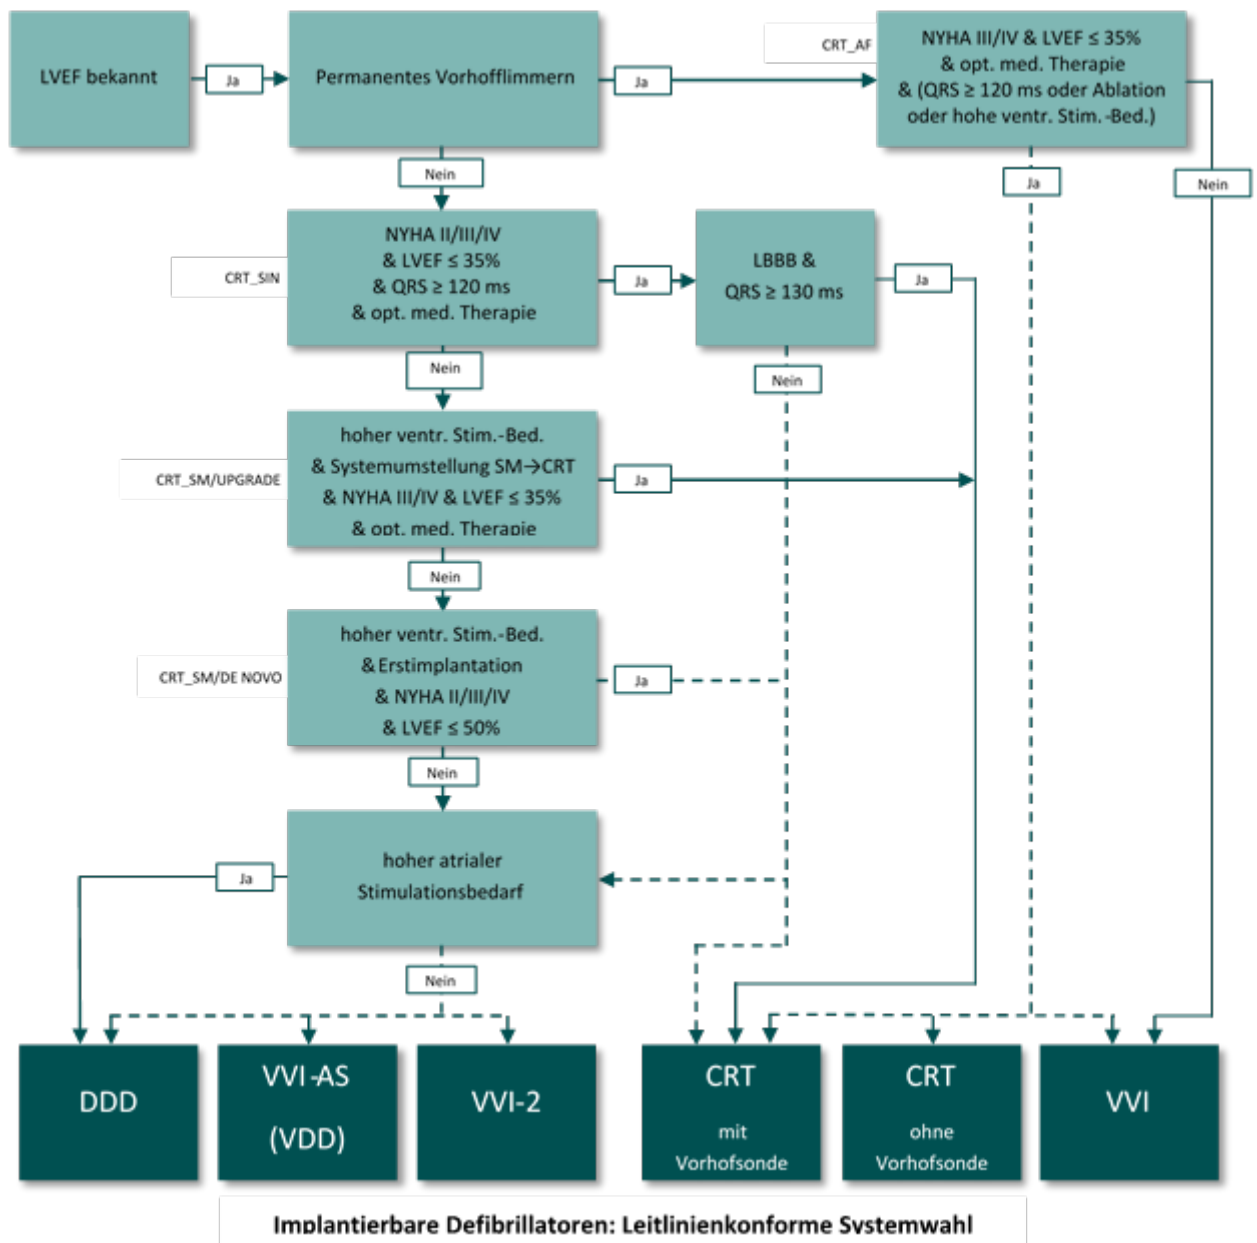 LVEF bekannt
Ja
Permanentes Vorhofflimmern
Ja
CRT_AF
NYHA III/IV & LVEF ≤ 35%
& opt. med. Therapie
& (QRS ≥ 120 ms oder Ablation
oder hohe ventr. Stim.-Bed.)
Nein
Ja
Nein
CRT_SIN
NYHA II/III/IV
& LVEF ≤ 35%
& QRS ≥ 120 ms
& opt. med. Therapie
Ja
LBBB &
QRS ≥ 130 ms
Ja
Nein
Nein
CRT_SM/UPGRADE
hoher ventr. Stim.-Bed.
& Systemumstellung SM→CRT
& NYHA III/IV & LVEF ≤ 35%
& opt. med. Therapie
Ja
Nein
CRT_SM/DE NOVO
hoher ventr. Stim.-Bed.
& Erstimplantation
& NYHA II/III/IV
& LVEF ≤ 50%
Ja
Nein
hoher atrialer
Stimulationsbedarf
Ja
Nein
DDD
VVI-AS
(VDD)
VVI-2
CRT
mit
Vorhofsonde
CRT
ohne
Vorhofsonde
VVI
Implantierbare Defibrillatoren: Leitlinienkonforme Systemwahl